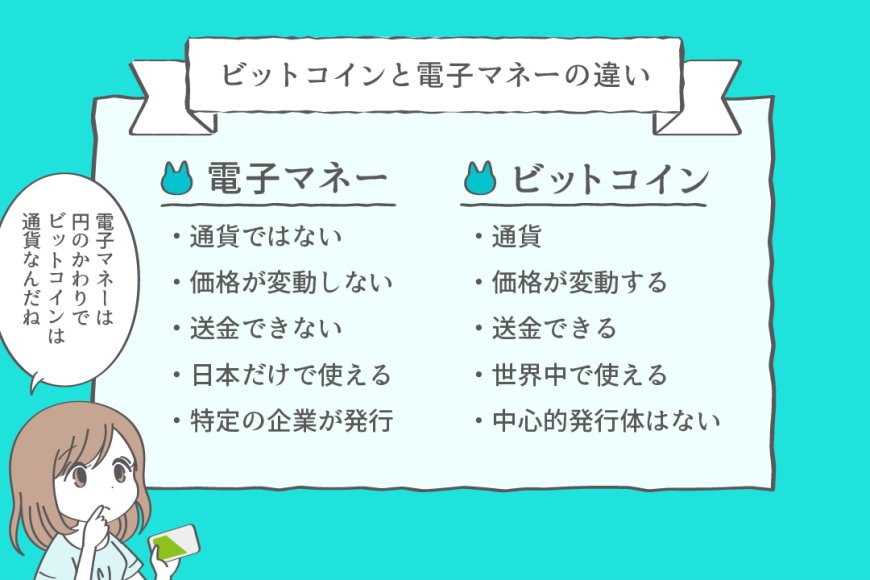 ビットコインと電子マネーの違い
電子マネー
・通貨ではない
・価格が変動しない
・送金できない
・日本だけで使える
・特定の企業が発行
ビットコイン
・通貨
・価格が変動する
・送金できる
・世界中で使える
・中心的発行体はない
電子マネーは
円のかわりで
ビットコインは
通貨なんだね